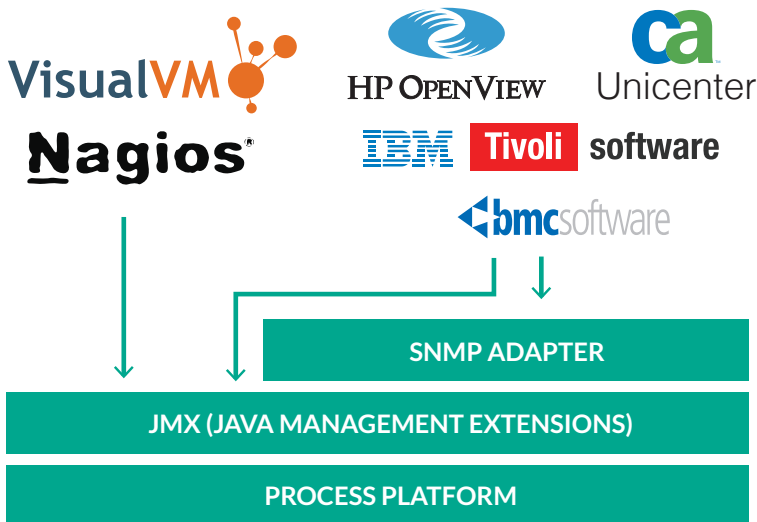 VisualVM
HP OPENVIEW
ca
Unicenter
Nagios®
IBM Tivoli software
bmcsoftware
SNMP ADAPTER
JMX (JAVA MANAGEMENT EXTENSIONS)
PROCESS PLATFORM